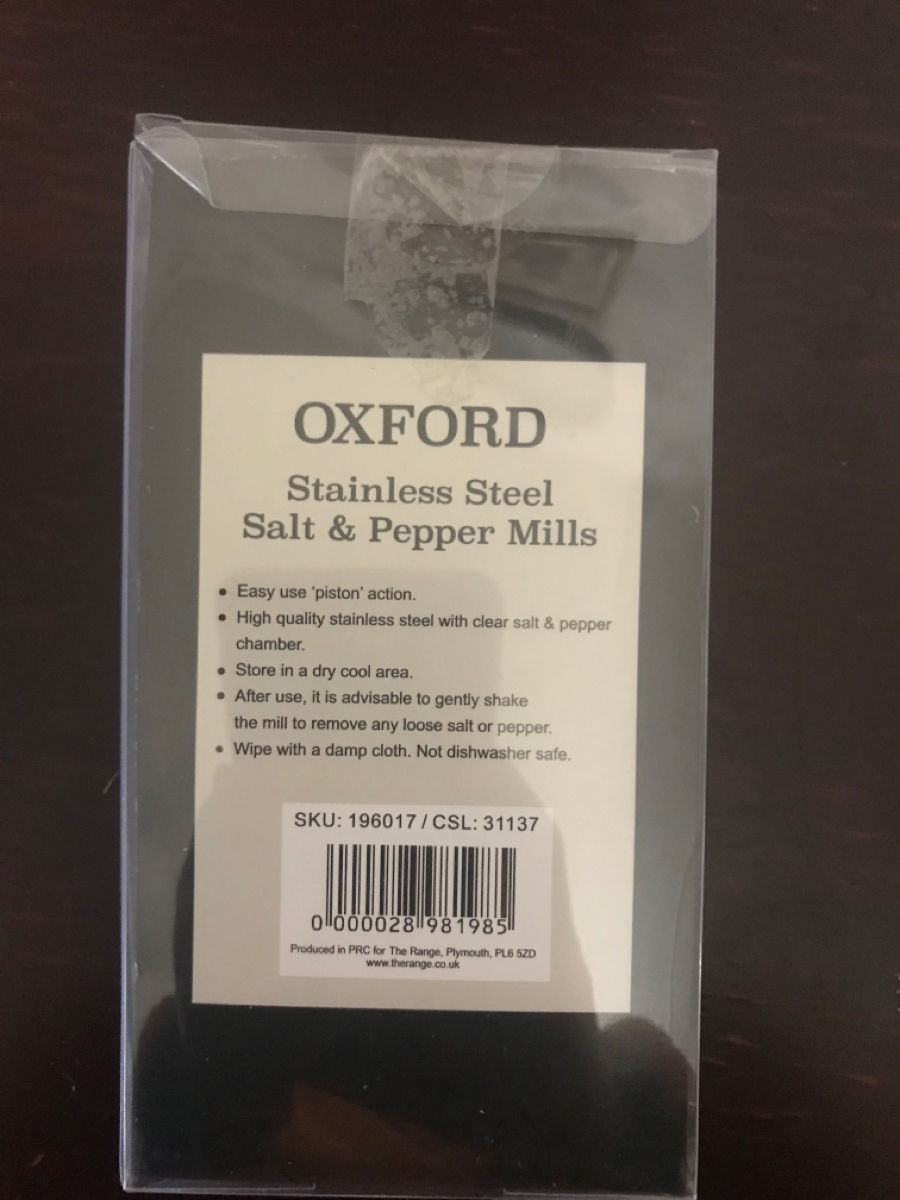 OXFORD
Stainless Steel
Salt & Pepper Mills
• Easy use ‘piston’ action.
• High quality stainless steel with clear salt & pepper
chamber.
• Store in a dry cool area.
• After use, it is advisable to gently shake
the mill to remove any loose salt or pepper.
• Wipe with a damp cloth. Not dishwasher safe.
SKU: 196017 / CSL: 31137
0 000028 981985
Produced in PRC for The Range, Plymouth, PL6 5ZD
www.therange.co.uk